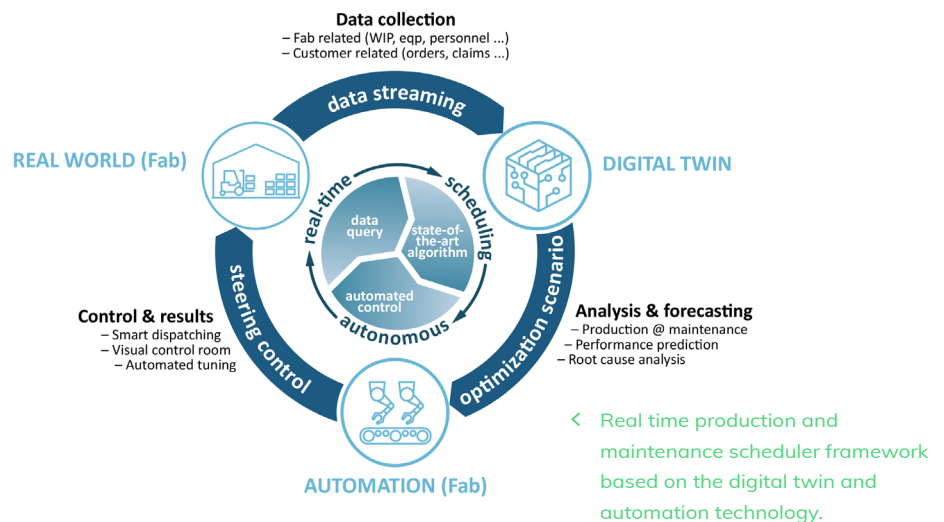 Data collection
– Fab related (WIP, eqp, personnel ...)
– Customer related (orders, claims ...)
data streaming
REAL WORLD (Fab)
DIGITAL TWIN
real-time
scheduling
autonomous
data
query
state-of-
the-art
algorithm
automated
control
optimization scenario
Analysis & forecasting
– Production @ maintenance
– Performance prediction
– Root cause analysis
steering control
Control & results
– Smart dispatching
– Visual control room
– Automated tuning
AUTOMATION (Fab)
< Real time production and
maintenance scheduler framework
based on the digital twin and
automation technology.